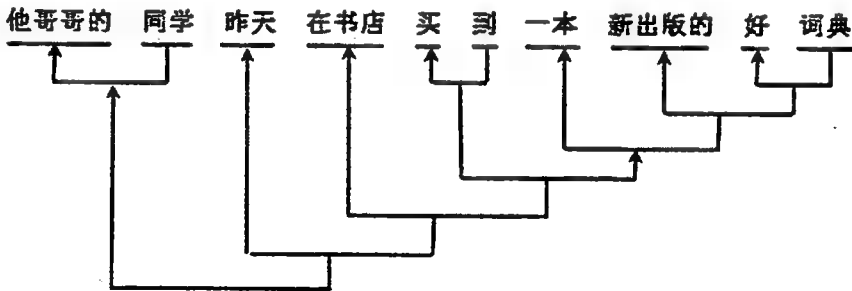 他哥哥的 同学 昨天 在书店 买 到 一本 新出版的 好 词典